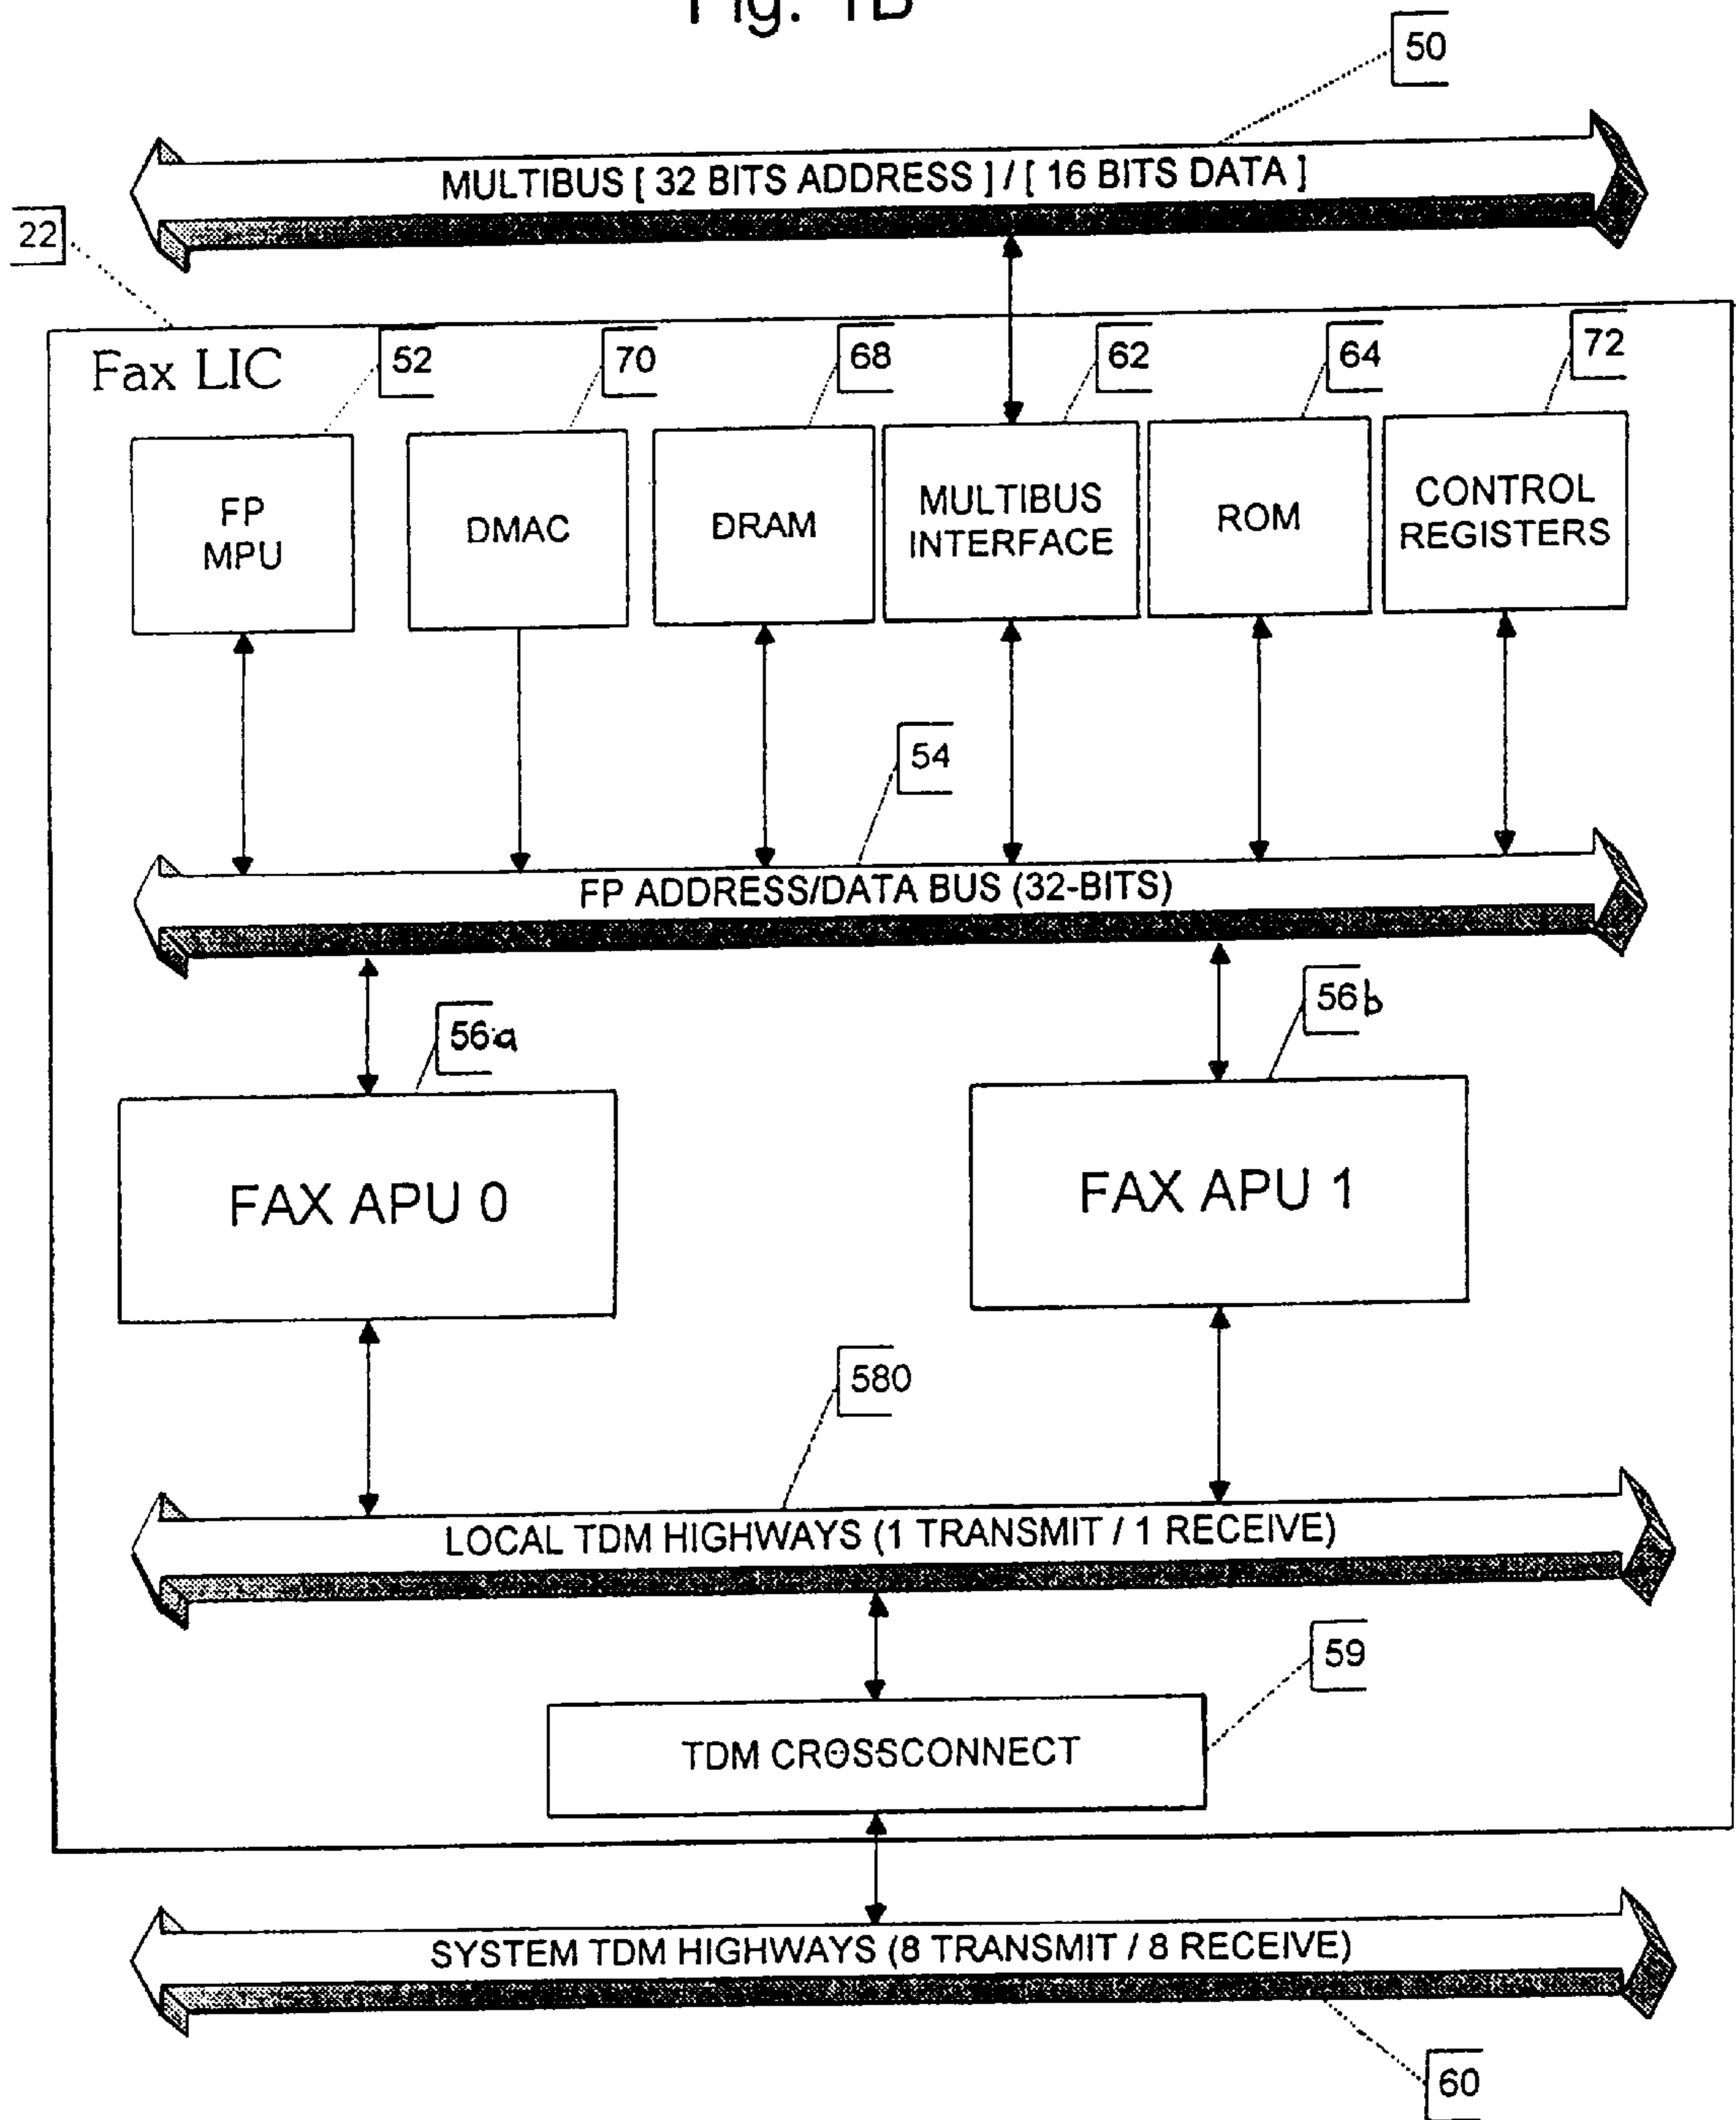 Fig. 1B
50
MULTIBUS [ 32 BITS ADDRESS ] / [ 16 BITS DATA ]
22
Fax LIC
52
70
68
62
64
72
FP
MPU
DMAC
DRAM
MULTIBUS
INTERFACE
ROM
CONTROL
REGISTERS
54
FP ADDRESS/DATA BUS (32-BITS)
56a
56b
FAX APU 0
FAX APU 1
580
LOCAL TDM HIGHWAYS (1 TRANSMIT / 1 RECEIVE)
59
TDM CROSSCONNECT
SYSTEM TDM HIGHWAYS (8 TRANSMIT / 8 RECEIVE)
60